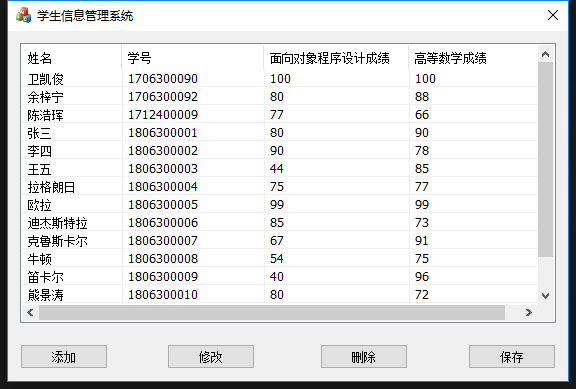 学生信息管理系统
姓名 学号 面向对象程序设计成绩 高等数学成绩
卫凯俊 1706300090 100 100
余梓宁 1706300092 80 88
陈浩珲 1712400009 77 66
张三 1806300001 80 90
李四 1806300002 90 78
王五 1806300003 44 85
拉格朗日 1806300004 75 77
欧拉 1806300005 99 99
迪杰斯特拉 1806300006 85 73
克鲁斯卡尔 1806300007 67 91
牛顿 1806300008 54 75
笛卡尔 1806300009 40 96
熊景涛 1806300010 80 72
添加 修改 删除 保存